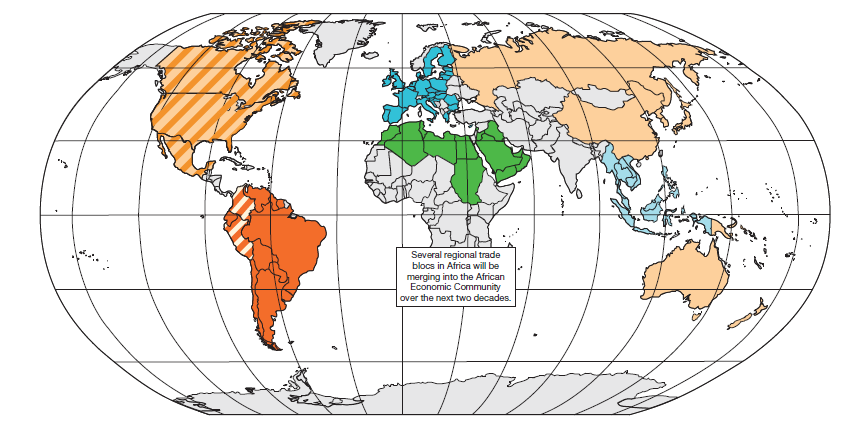 Several regional trade
blocs in Africa will be
merging into the African
Economic Community
over the next two decades.